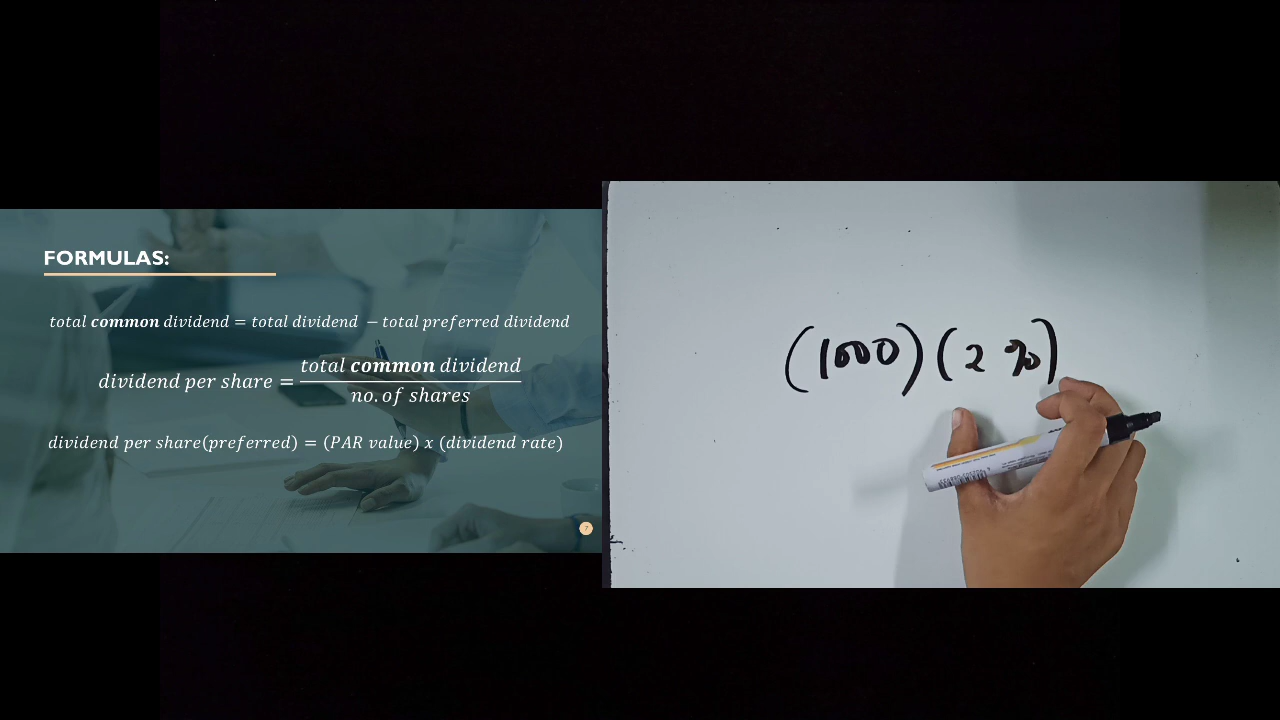 FORMULAS:
total common dividend = total dividend − total preferred dividend
dividend per share = total common dividend / no. of shares
dividend per share(preferred) = (PAR value) x (dividend rate)
7
(1000)(2 %)